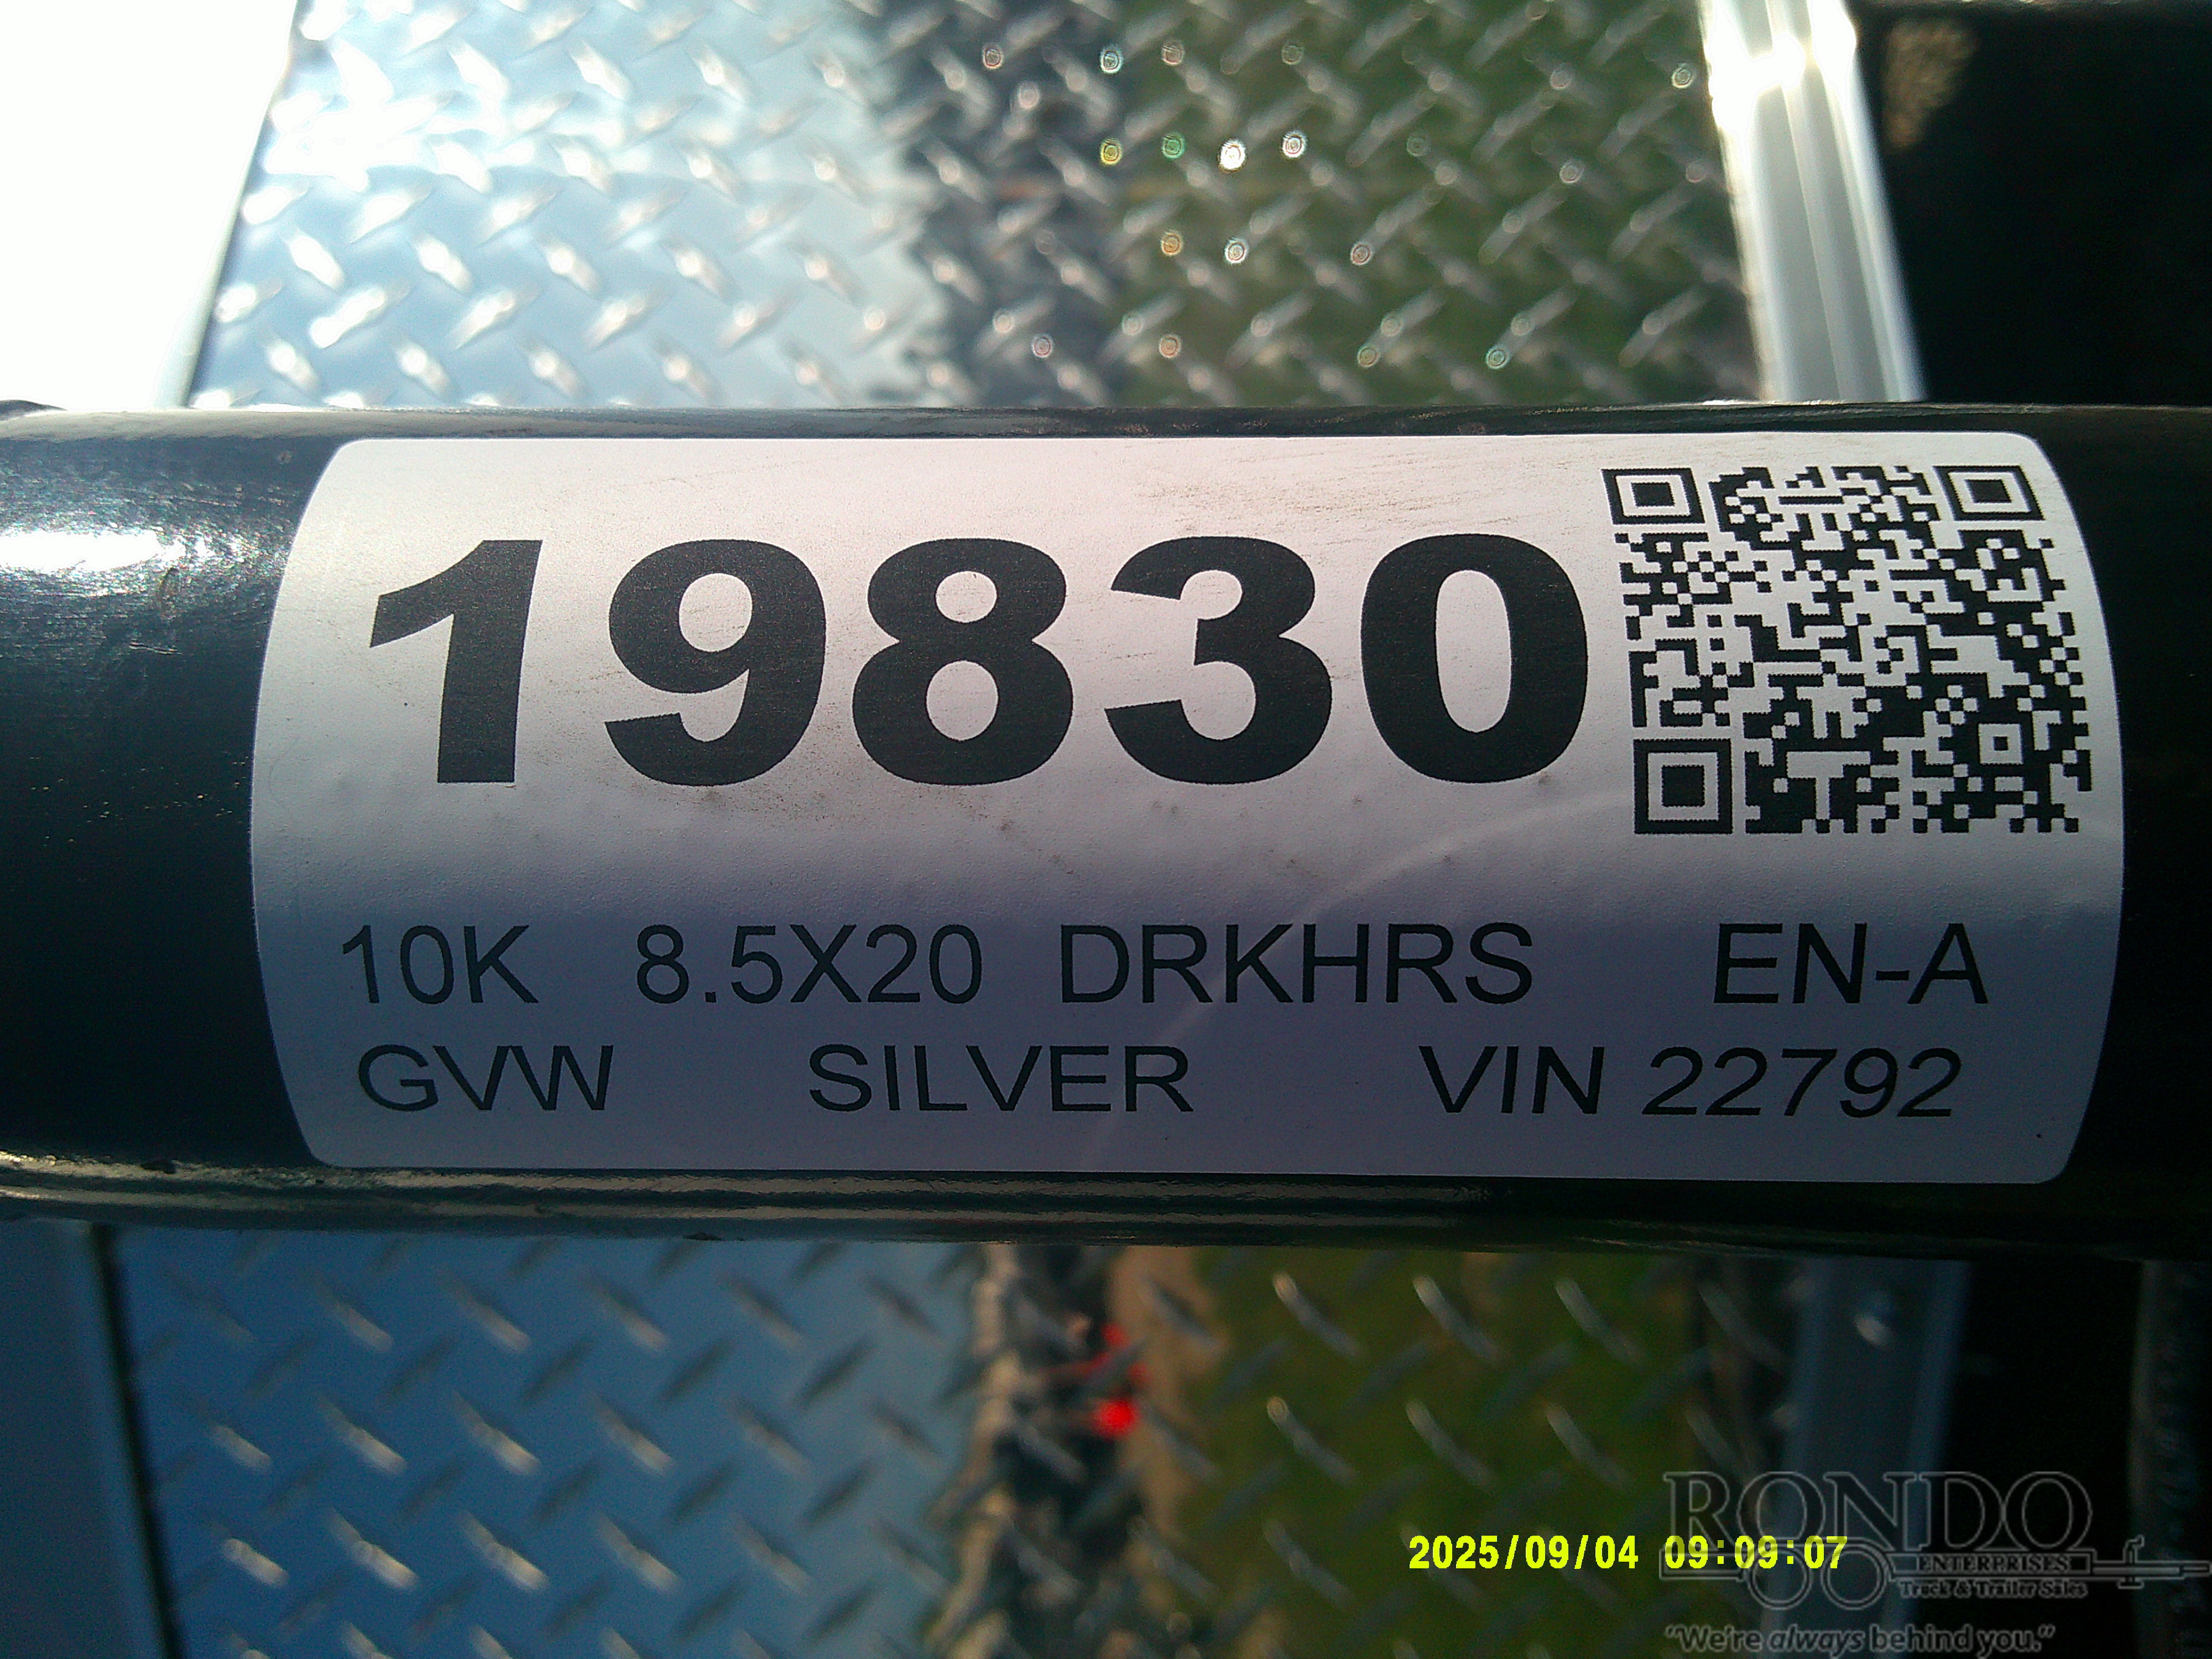 19830
10K 8.5X20 DRKHRS EN-A
GVW SILVER VIN 22792
2025/09/04 09:09:07
RONDO
ENTERPRISES
Truck & Trailer Sales
"We're always behind you."